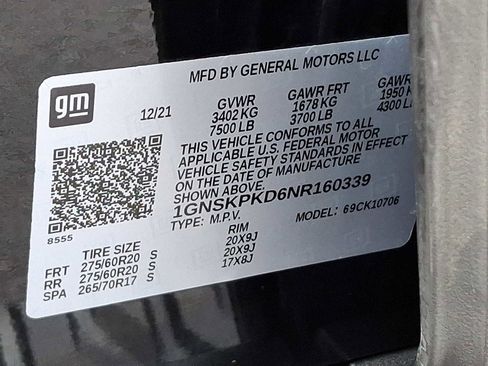 MFD BY GENERAL MOTORS LLC
gm
12/21
GVWR
3402 KG
7500 LB
GAWR FRT
1678 KG
3700 LB
GAWR
1950 K
4300 LB
THIS VEHICLE CONFORMS TO ALL
APPLICABLE U.S. FEDERAL MOTOR
VEHICLE SAFETY STANDARDS IN EFFECT
ON THE DATE OF MANUFACTURE
SHOWN ABOVE.
1GNSKPKD6NR160339
TYPE: M.P.V. MODEL: 69CK10706
8555
TIRE SIZE RIM
FRT 275/60R20 S 20X9J
RR 275/60R20 S 20X9J
SPA 265/70R17 S 17X8J